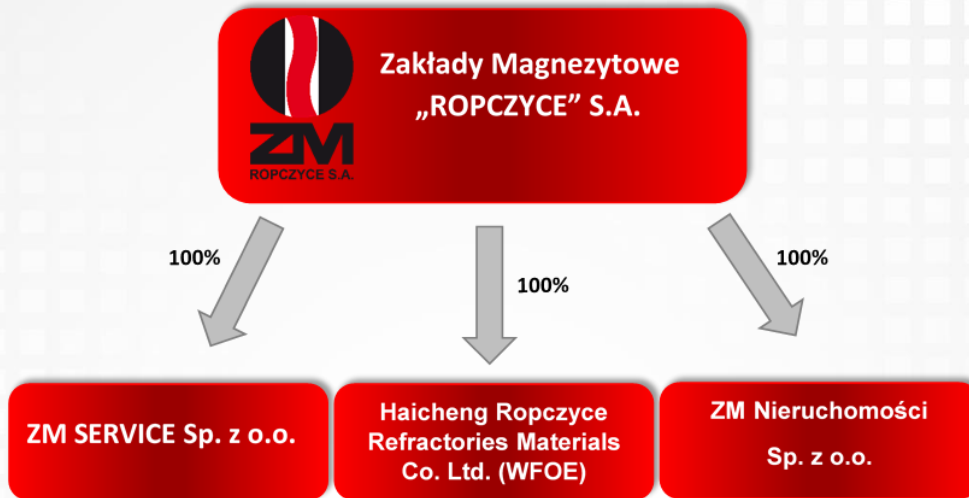 Zakłady Magnezytowe
„ROPCZYCE” S.A.
ZM
ROPCZYCE S.A.
100%
100%
100%
ZM SERVICE Sp. z o.o.
Haicheng Ropczyce
Refractories Materials
Co. Ltd. (WFOE)
ZM Nieruchomości
Sp. z o.o.